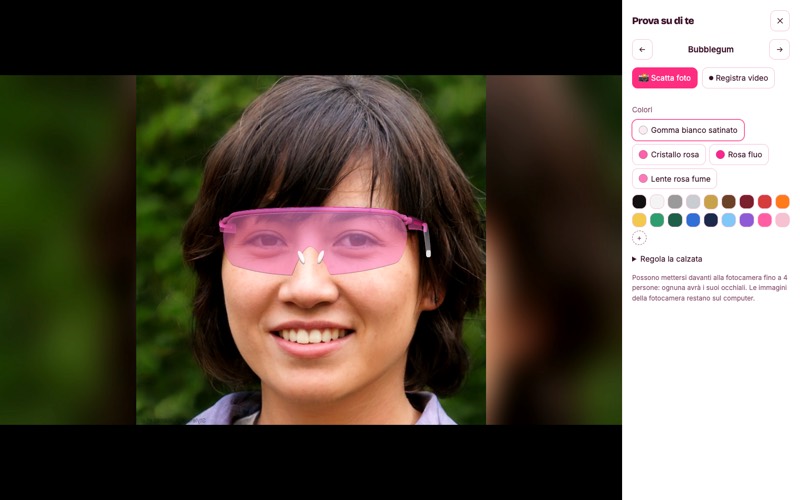 Prova su di te
Bubblegum
Scatta foto
Registra video
Colori
Gomma bianco satinato
Cristallo rosa
Rosa fluo
Lente rosa fume
Regola la calzata
Possono mettersi davanti alla fotocamera fino a 4
persone: ognuna avrà i suoi occhiali. Le immagini
della fotocamera restano sul computer.